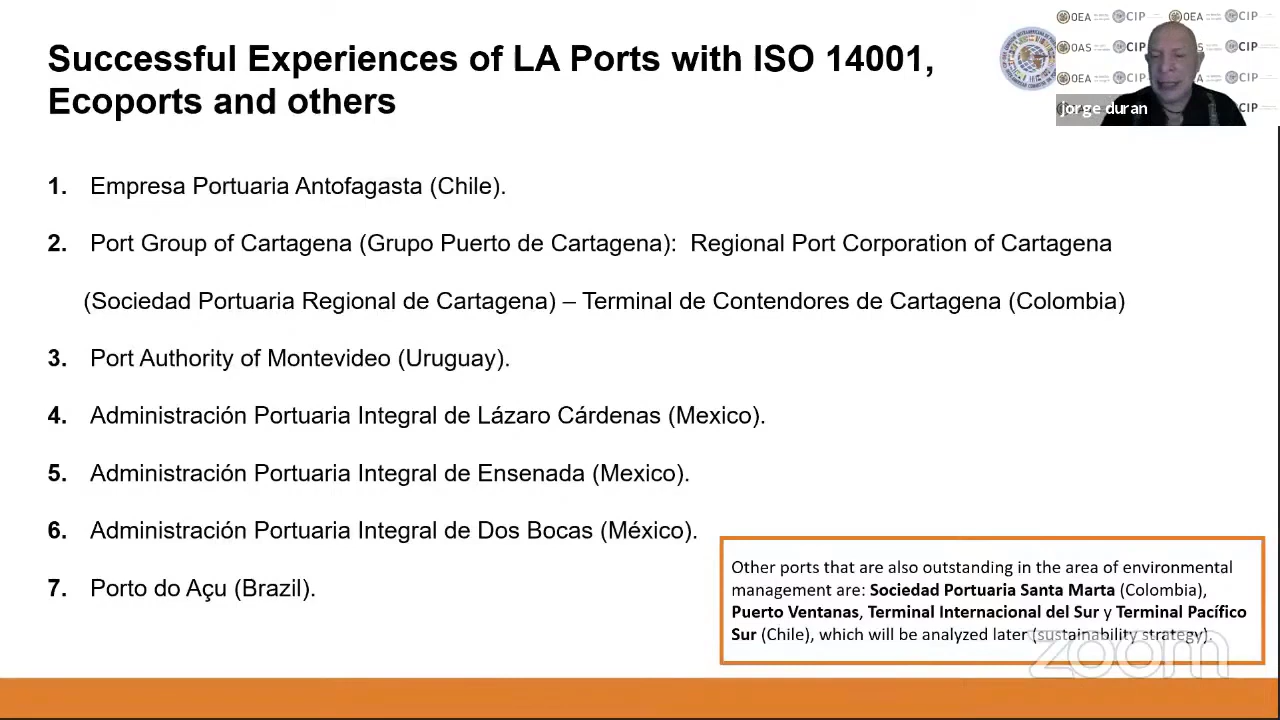 Successful Experiences of LA Ports with ISO 14001,
Ecoports and others
OEA CIP OEA CIP
OAS CIP CIP
OEA CIP CIP
CIP
jorge duran
1. Empresa Portuaria Antofagasta (Chile).
2. Port Group of Cartagena (Grupo Puerto de Cartagena): Regional Port Corporation of Cartagena
(Sociedad Portuaria Regional de Cartagena) – Terminal de Contendores de Cartagena (Colombia)
3. Port Authority of Montevideo (Uruguay).
4. Administración Portuaria Integral de Lázaro Cárdenas (Mexico).
5. Administración Portuaria Integral de Ensenada (Mexico).
6. Administración Portuaria Integral de Dos Bocas (México).
7. Porto do Açu (Brazil).
Other ports that are also outstanding in the area of environmental
management are: Sociedad Portuaria Santa Marta (Colombia),
Puerto Ventanas, Terminal Internacional del Sur y Terminal Pacífico
Sur (Chile), which will be analyzed later (sustainability strategy).
zoom